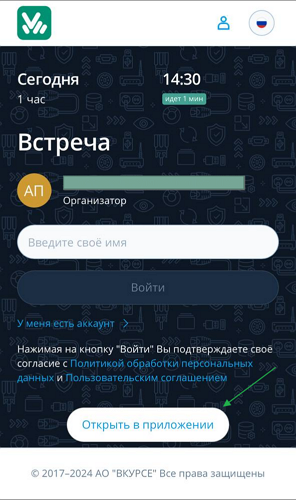 Сегодня 14:30
1 час идет 1 мин
Встреча
АП
Организатор
Введите своё имя
Войти
У меня есть аккаунт
Нажимая на кнопку "Войти" Вы подтверждаете своё
согласие с Политикой обработки персональных
данных и Пользовательским соглашением
Открыть в приложении
© 2017–2024 АО "ВКУРСЕ" Все права защищены